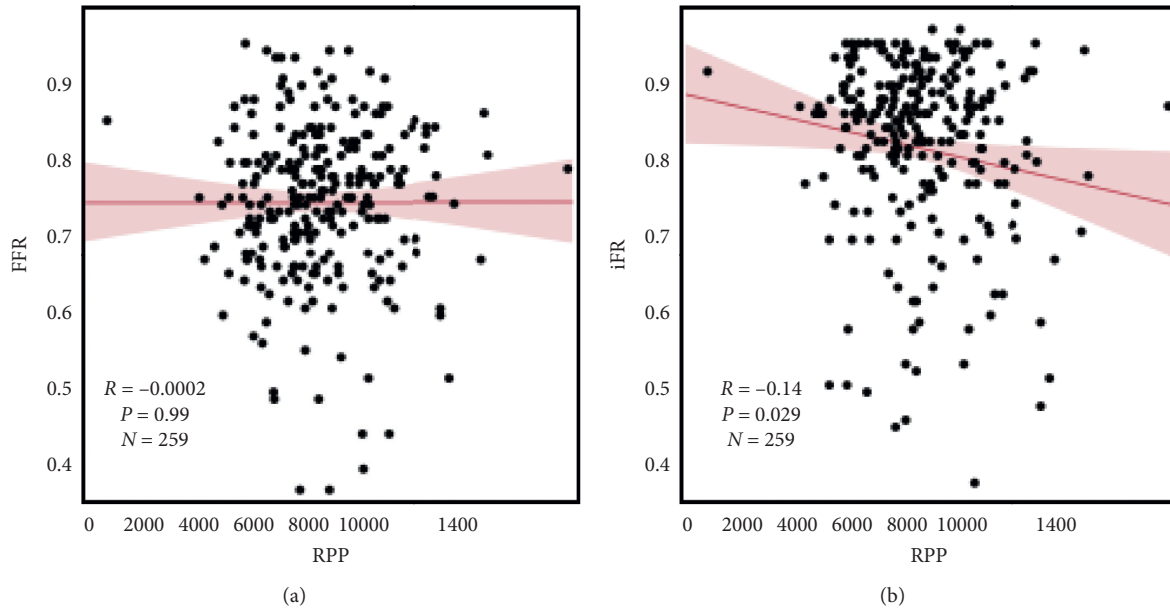 0.9
0.8
0.7
0.6
0.5
0.4
FFR
R = –0.0002
P = 0.99
N = 259
0 2000 4000 6000 8000 10000 1400
RPP
(a)
0.9
0.8
0.7
0.6
0.5
0.4
iFR
R = –0.14
P = 0.029
N = 259
0 2000 4000 6000 8000 10000 1400
RPP
(b)